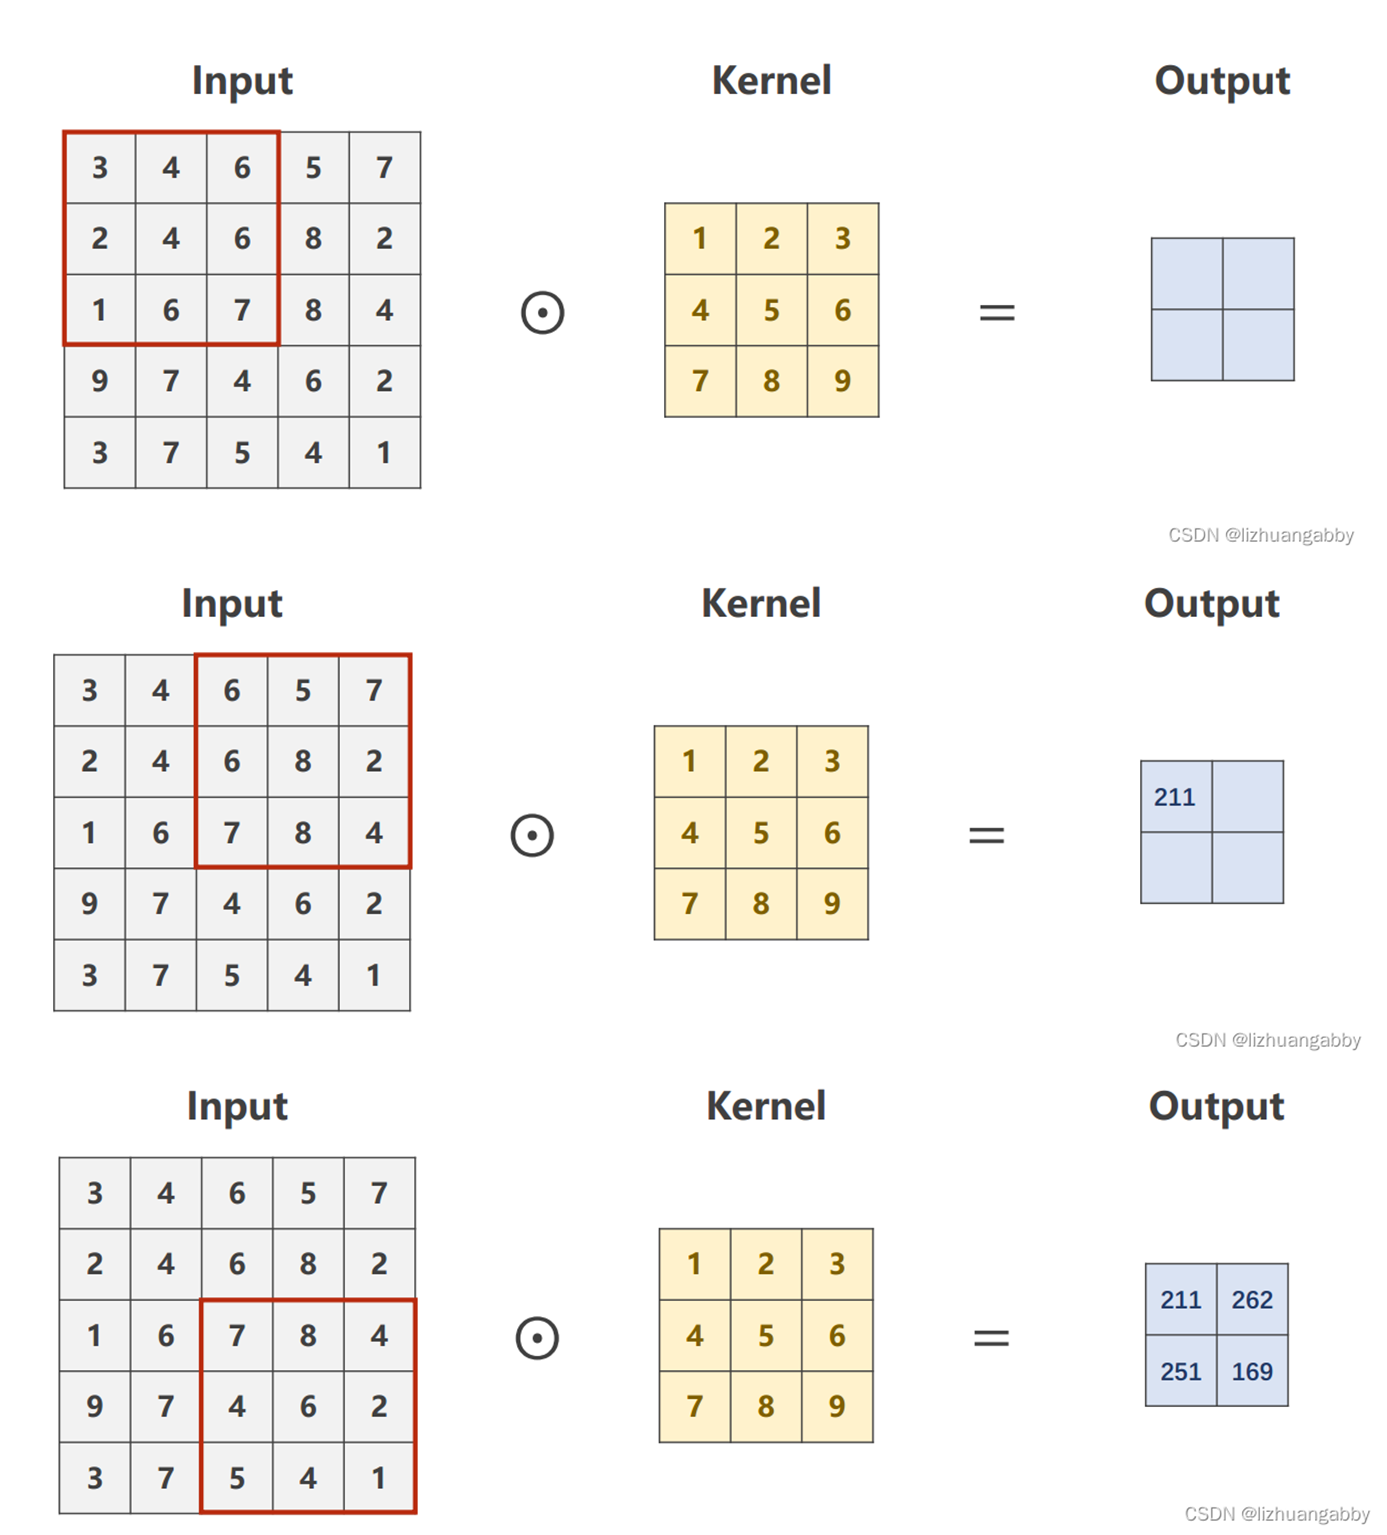 Input Kernel Output
3 4 6 5 7
2 4 6 8 2
1 2 3
1 6 7 8 4
4 5 6
9 7 4 6 2
7 8 9
3 7 5 4 1
⊙ =
CSDN @lizhuangabby
Input Kernel Output
3 4 6 5 7
2 4 6 8 2
1 2 3
1 6 7 8 4
4 5 6
9 7 4 6 2
7 8 9
3 7 5 4 1
⊙ =
211
CSDN @lizhuangabby
Input Kernel Output
3 4 6 5 7
2 4 6 8 2
1 2 3
1 6 7 8 4
4 5 6
9 7 4 6 2
7 8 9
3 7 5 4 1
⊙ =
211 262
251 169
CSDN @lizhuangabby